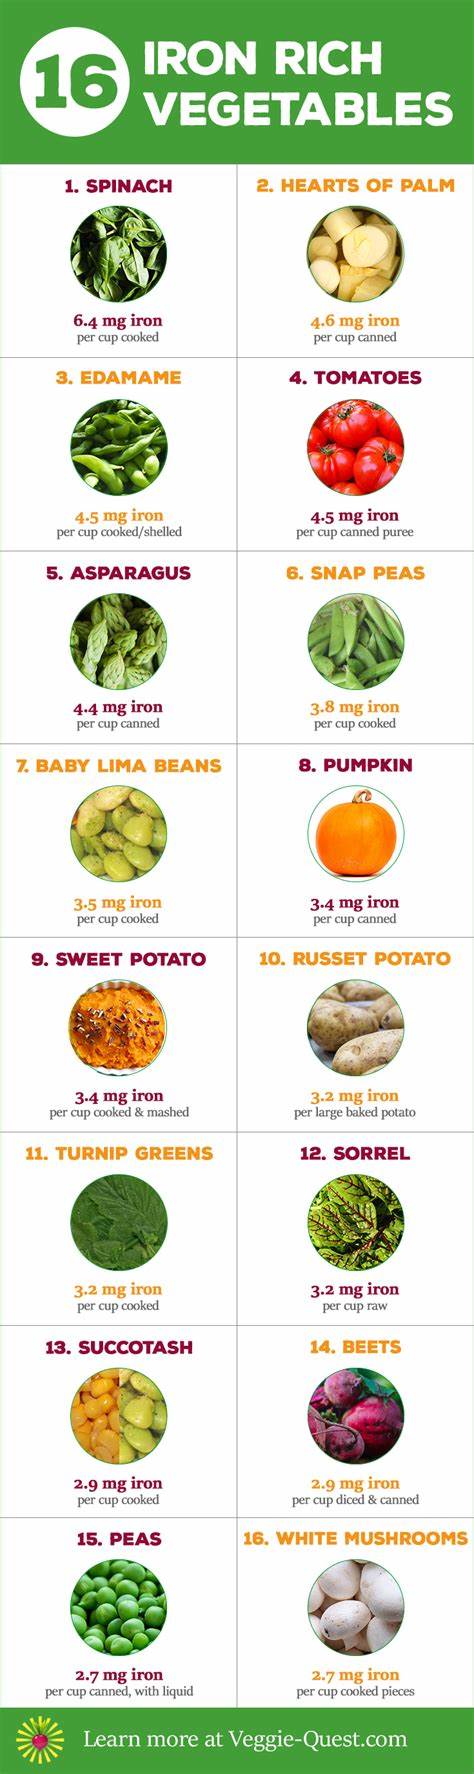 16 IRON RICH
VEGETABLES
1. SPINACH
6.4 mg iron
per cup cooked
2. HEARTS OF PALM
4.6 mg iron
per cup canned
3. EDAMAME
4.5 mg iron
per cup cooked/shelled
4. TOMATOES
4.5 mg iron
per cup canned puree
5. ASPARAGUS
4.4 mg iron
per cup canned
6. SNAP PEAS
3.8 mg iron
per cup cooked
7. BABY LIMA BEANS
3.5 mg iron
per cup cooked
8. PUMPKIN
3.4 mg iron
per cup canned
9. SWEET POTATO
3.4 mg iron
per cup cooked & mashed
10. RUSSET POTATO
3.2 mg iron
per large baked potato
11. TURNIP GREENS
3.2 mg iron
per cup cooked
12. SORREL
3.2 mg iron
per cup raw
13. SUCCOTASH
2.9 mg iron
per cup cooked
14. BEETS
2.9 mg iron
per cup diced & canned
15. PEAS
2.7 mg iron
per cup canned, with liquid
16. WHITE MUSHROOMS
2.7 mg iron
per cup cooked pieces
Learn more at Veggie-Quest.com